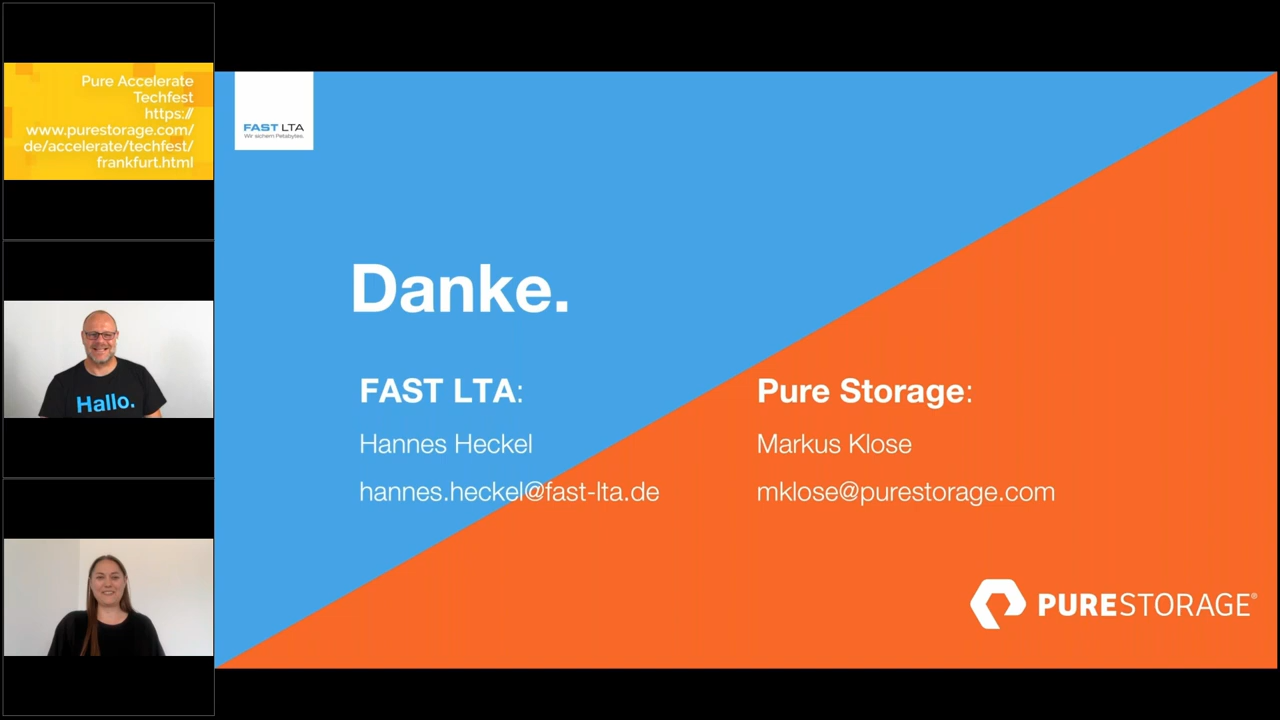 Pure Accelerate
Techfest
https://
www.purestorage.com/
de/accelerate/techfest/
frankfurt.html
Hallo.
FAST LTA
Wir sichern Petabytes.
Danke.
FAST LTA:
Hannes Heckel
hannes.heckel@fast-lta.de
Pure Storage:
Markus Klose
mklose@purestorage.com
PURESTORAGE®